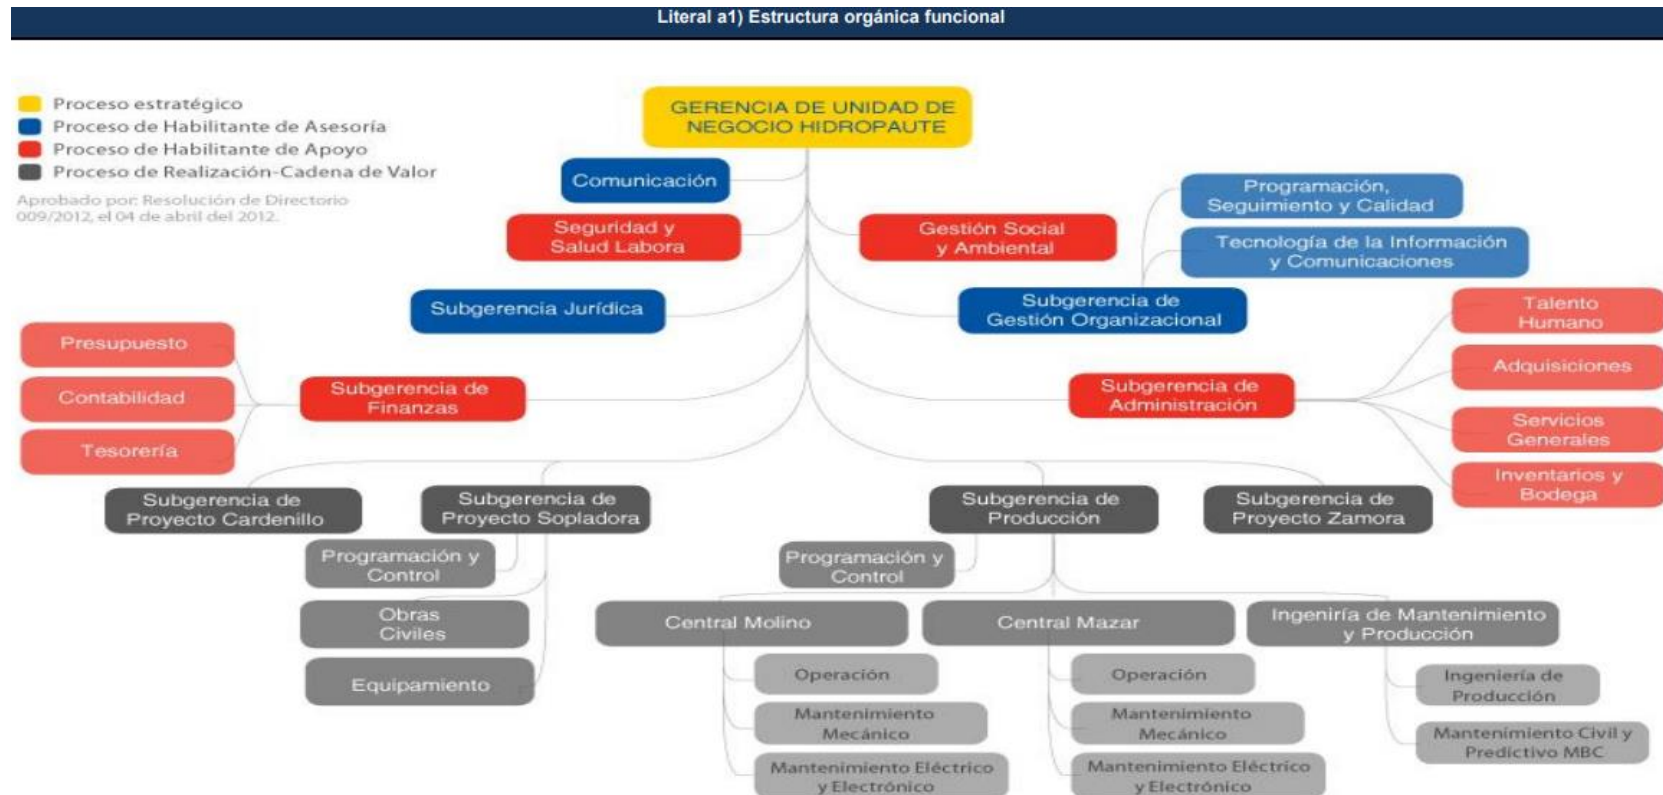 Literal a1) Estructura orgánica funcional
Proceso estratégico
Proceso de Habilitante de Asesoría
Proceso de Habilitante de Apoyo
Proceso de Realización-Cadena de Valor
Aprobado por: Resolución de Directorio
009/2012, el 04 de abril del 2012.
GERENCIA DE UNIDAD DE
NEGOCIO HIDROPAUTE
Comunicación
Seguridad y
Salud Labora
Gestión Social
y Ambiental
Programación,
Seguimiento y Calidad
Tecnología de la Información
y Comunicaciones
Subgerencia Jurídica
Subgerencia de
Gestión Organizacional
Presupuesto
Contabilidad
Tesorería
Subgerencia de
Finanzas
Subgerencia de
Administración
Talento
Humano
Adquisiciones
Servicios
Generales
Inventarios y
Bodega
Subgerencia de
Proyecto Cardenillo
Subgerencia de
Proyecto Sopladora
Subgerencia de
Producción
Subgerencia de
Proyecto Zamora
Programación y
Control
Obras
Civiles
Equipamiento
Programación y
Control
Central Molino
Central Mazar
Ingeniría de Mantenimiento
y Producción
Operación
Mantenimiento
Mecánico
Mantenimiento Eléctrico
y Electrónico
Operación
Mantenimiento
Mecánico
Mantenimiento Eléctrico
y Electrónico
Ingeniería de
Producción
Mantenimiento Civil y
Predictivo MBC